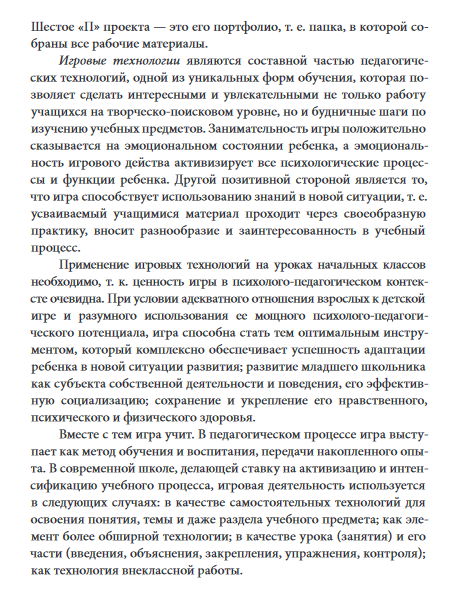 Шестое «П» проекта — это его портфолио, т. е. папка, в которой со-
браны все рабочие материалы.
Игровые технологии являются составной частью педагогиче-
ских технологий, одной из уникальных форм обучения, которая по-
зволяет сделать интересными и увлекательными не только работу
учащихся на творческо-поисковом уровне, но и будничные шаги по
изучению учебных предметов. Занимательность игры положительно
сказывается на эмоциональном состоянии ребенка, а эмоциональ-
ность игрового действа активизирует все психологические процес-
сы и функции ребенка. Другой позитивной стороной является то,
что игра способствует использованию знаний в новой ситуации, т. е.
усваиваемый учащимися материал проходит через своеобразную
практику, вносит разнообразие и заинтересованность в учебный
процесс.
Применение игровых технологий на уроках начальных классов
необходимо, т. к. ценность игры в психолого-педагогическом контек-
сте очевидна. При условии адекватного отношения взрослых к детской
игре и разумного использования ее мощного психолого-педагоги-
ческого потенциала, игра способна стать тем оптимальным инстру-
ментом, который комплексно обеспечивает успешность адаптации
ребенка в новой ситуации развития; развитие младшего школьника
как субъекта собственной деятельности и поведения, его эффектив-
ную социализацию; сохранение и укрепление его нравственного,
психического и физического здоровья.
Вместе с тем игра учит. В педагогическом процессе игра высту-
пает как метод обучения и воспитания, передачи накопленного опы-
та. В современной школе, делающей ставку на активизацию и интен-
сификацию учебного процесса, игровая деятельность используется
в следующих случаях: в качестве самостоятельных технологий для
освоения понятия, темы и даже раздела учебного предмета; как эле-
мент более обширной технологии; в качестве урока (занятия) и его
части (введения, объяснения, закрепления, упражнения, контроля);
как технология внеклассной работы.